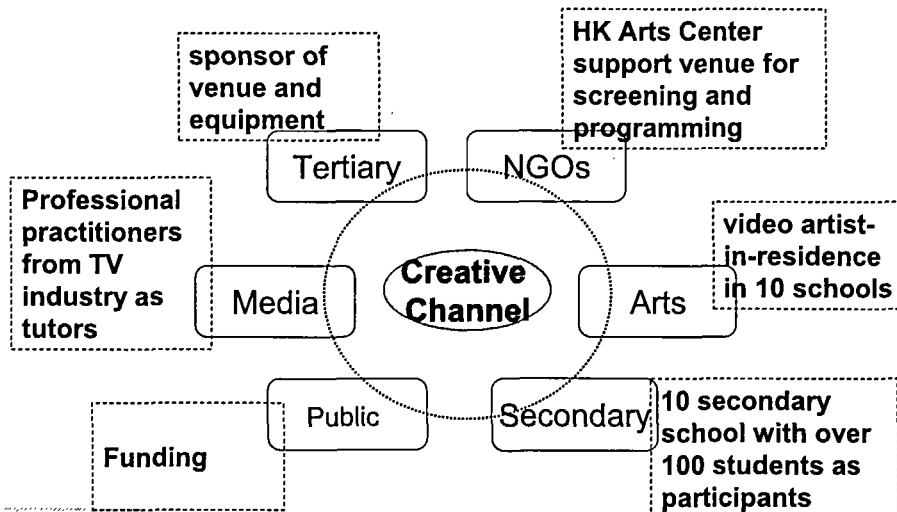 sponsor of
venue and
equipment
HK Arts Center
support venue for
screening and
programming
Tertiary
NGOs
Professional
practitioners
from TV
industry as
tutors
Media
Creative
Channel
Arts
video artist-
in-residence
in 10 schools
Public
Funding
Secondary
10 secondary
school with over
100 students as
participants